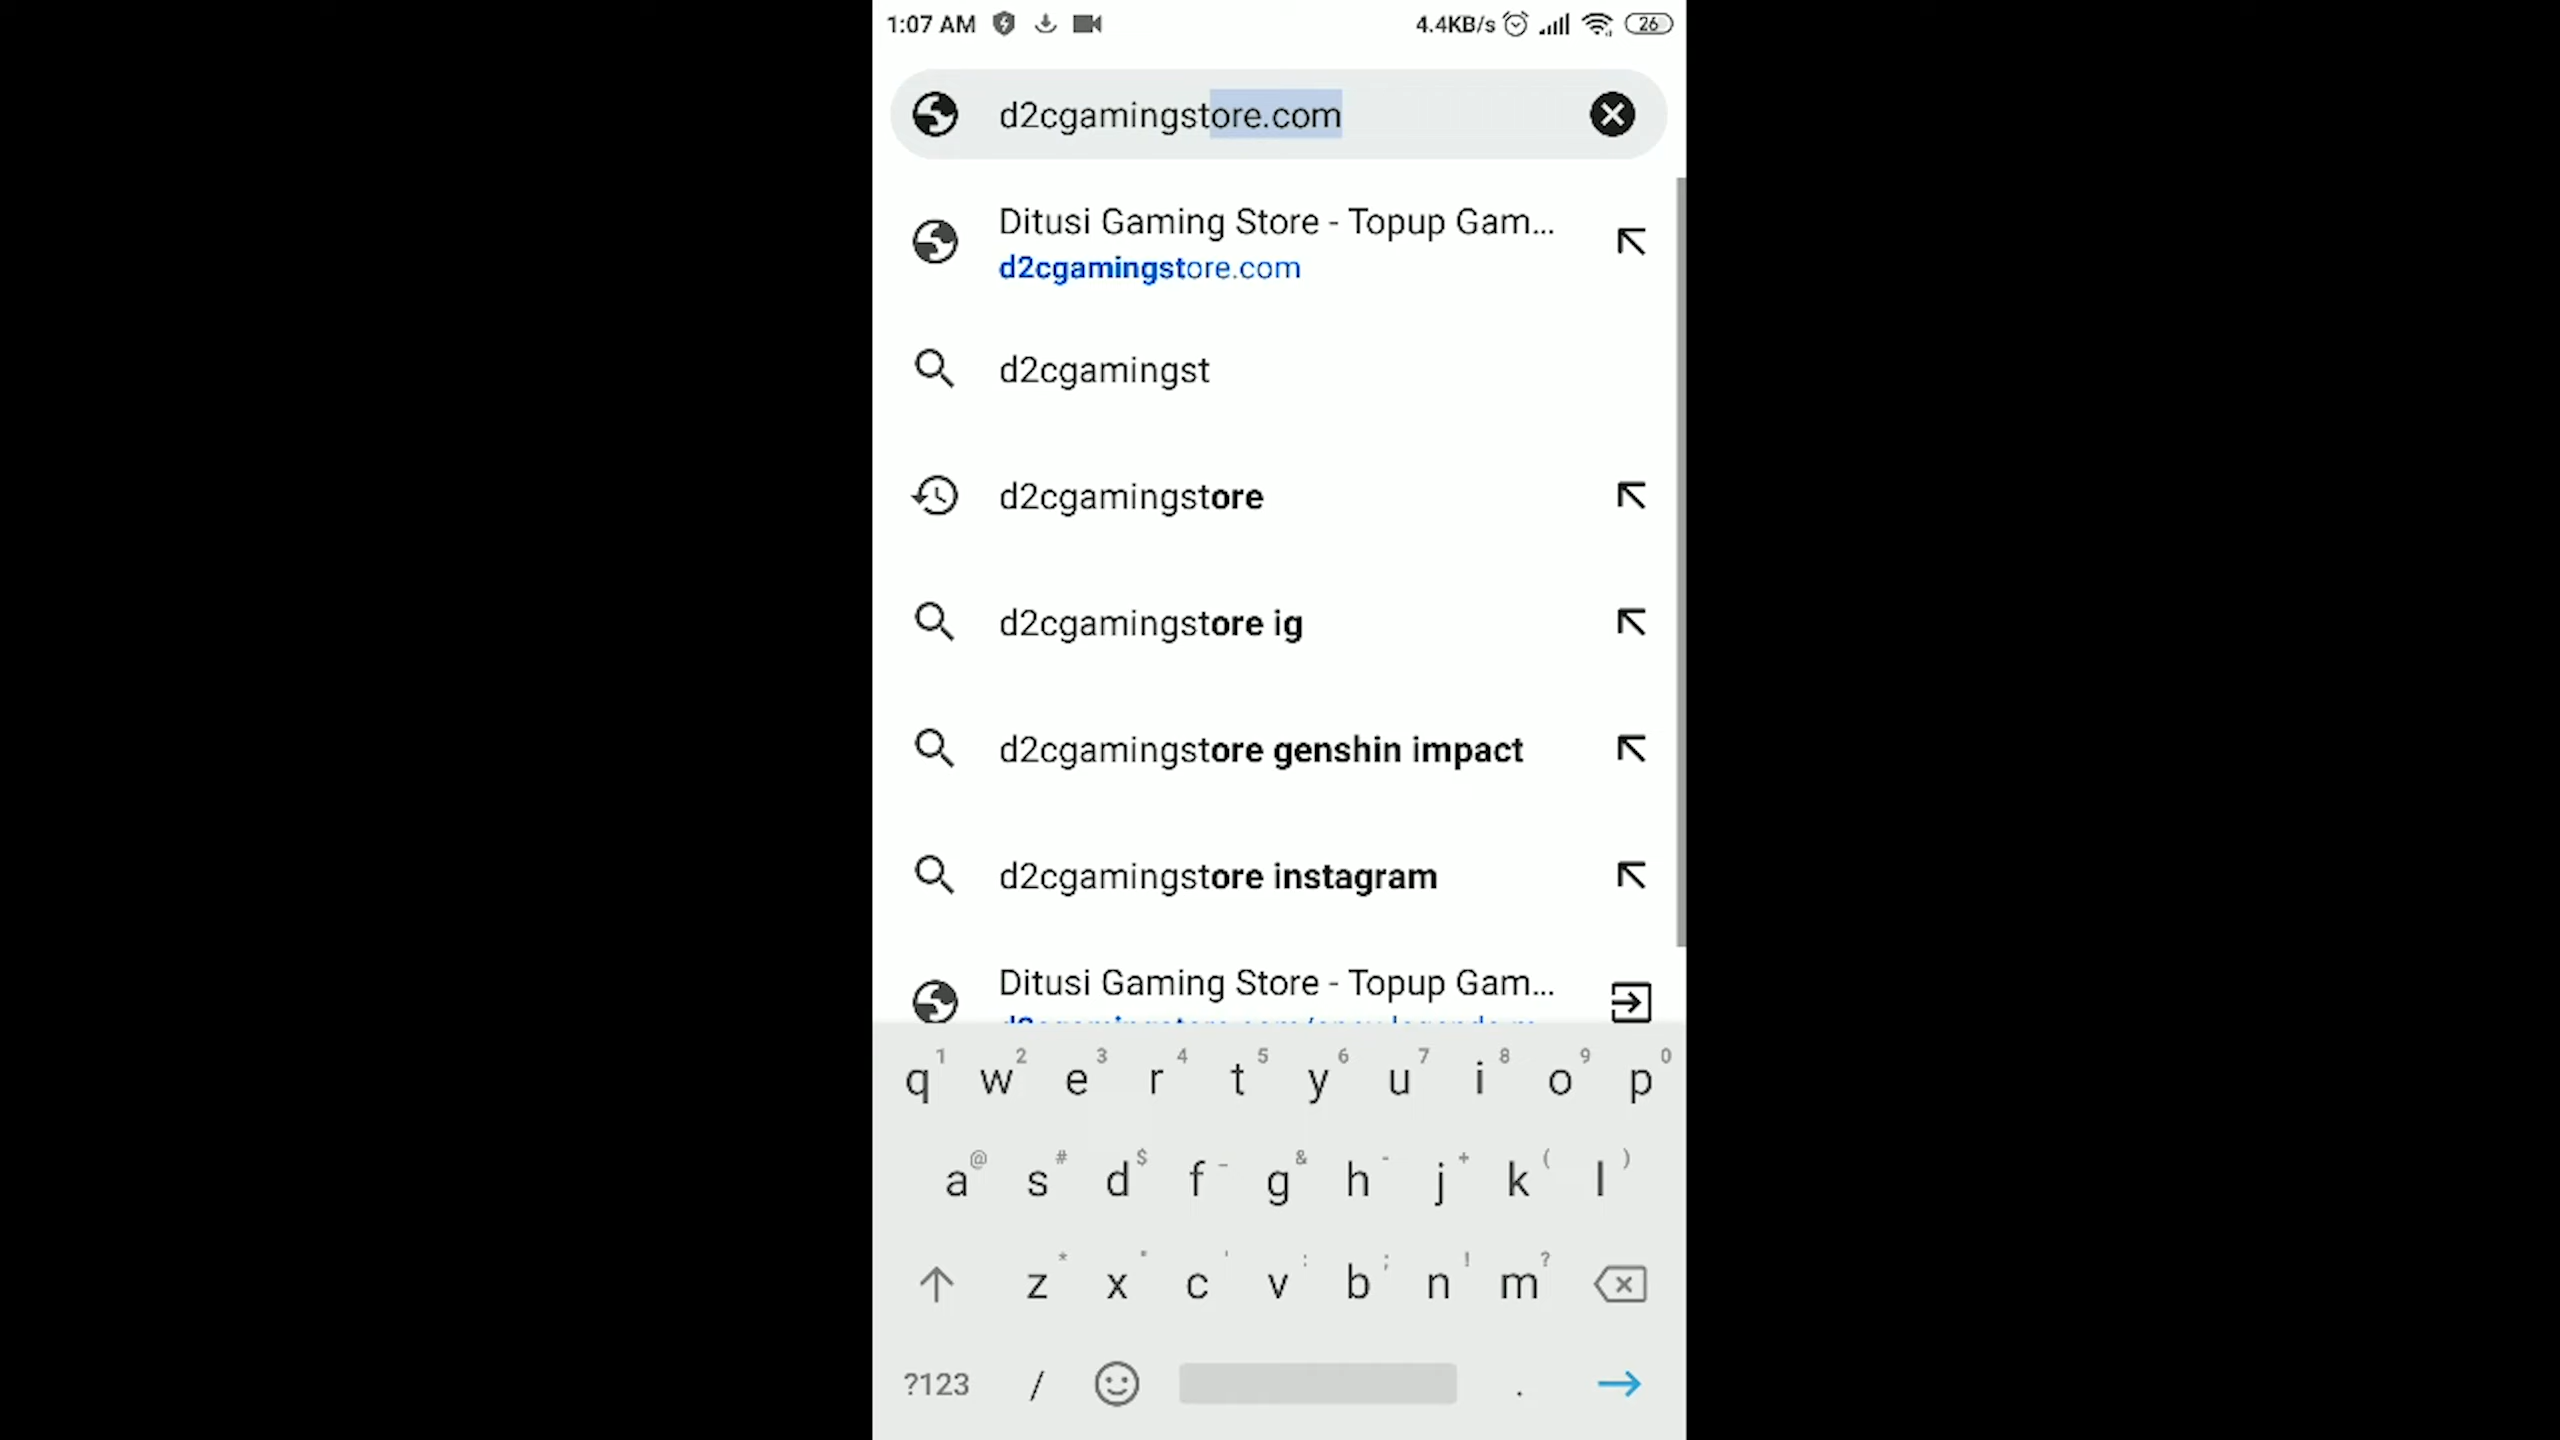 1:07 AM 4.4KB/s 26
d2cgamingstore.com
Ditusi Gaming Store - Topup Gam...
d2cgamingstore.com
d2cgamingst
d2cgamingstore
d2cgamingstore ig
d2cgamingstore genshin impact
d2cgamingstore instagram
Ditusi Gaming Store - Topup Gam...
1 2 3 4 5 6 7 8 9 0
q w e r t y u i o p
@ # $ _ & - + ( )
a s d f g h j k l
* " ' : ; ! ?
z x c v b n m
?123 / .